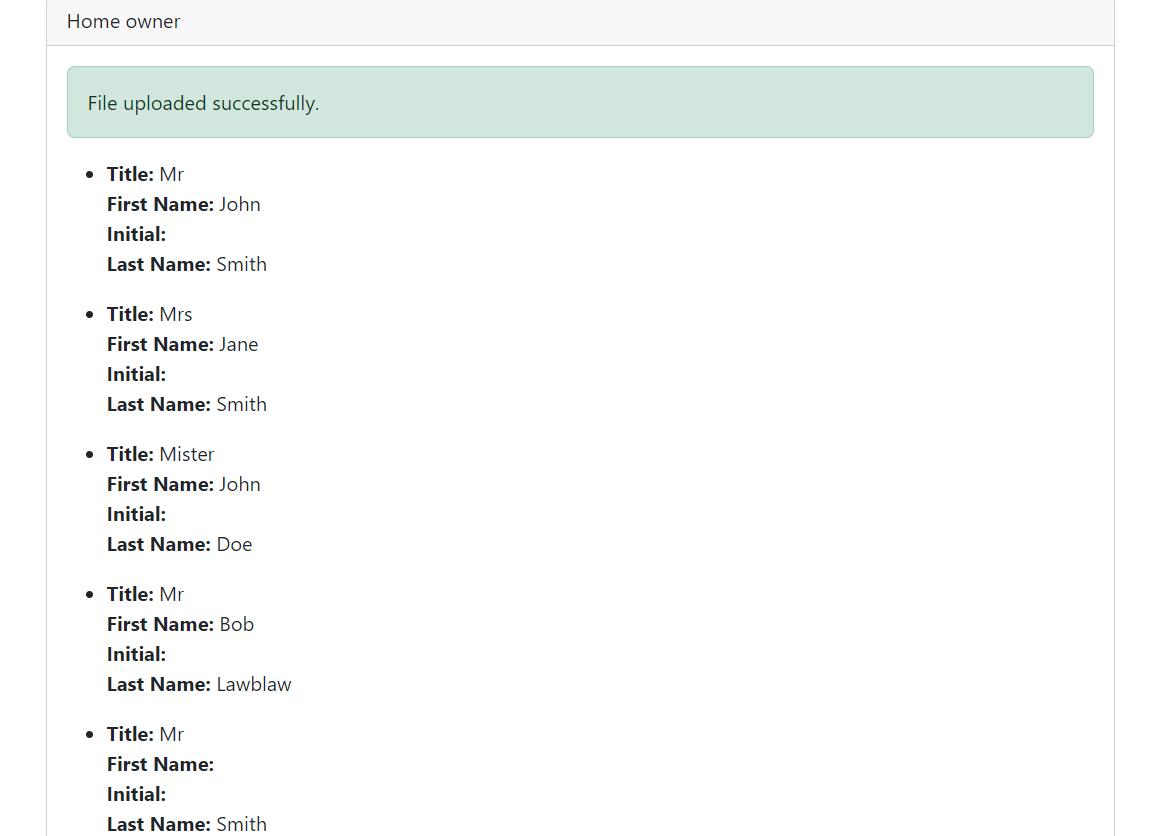 Home owner
File uploaded successfully.
Title: Mr
First Name: John
Initial:
Last Name: Smith
Title: Mrs
First Name: Jane
Initial:
Last Name: Smith
Title: Mister
First Name: John
Initial:
Last Name: Doe
Title: Mr
First Name: Bob
Initial:
Last Name: Lawblaw
Title: Mr
First Name:
Initial:
Last Name: Smith